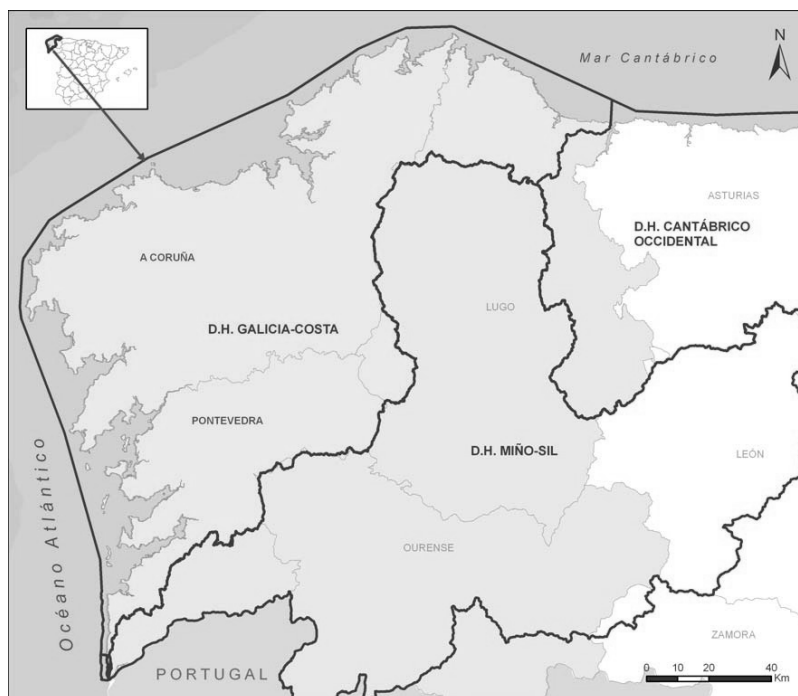 N
Mar Cantábrico
ASTURIAS
D.H. CANTÁBRICO
OCCIDENTAL
A CORUÑA
LUGO
D.H. GALICIA-COSTA
PONTEVEDRA
D.H. MIÑO-SIL
LEÓN
Océano Atlántico
OURENSE
ZAMORA
PORTUGAL
0 10 20 40
Km